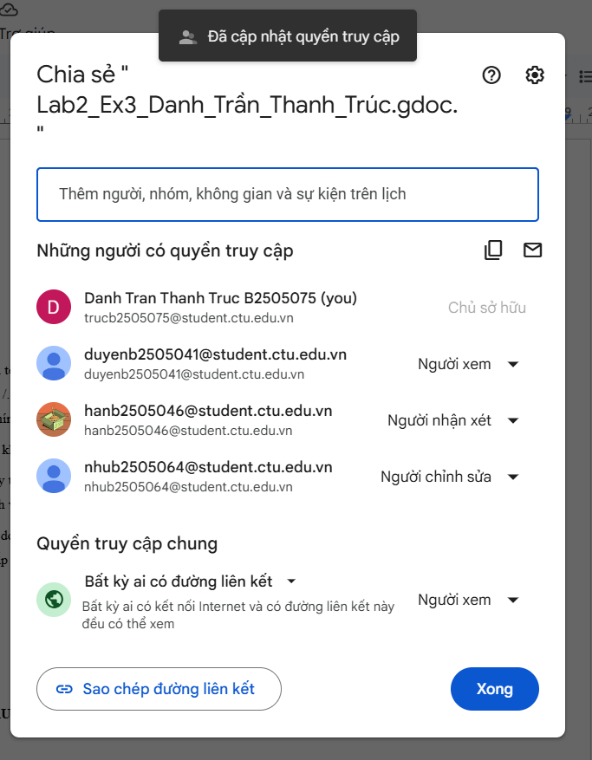 Trợ giúp
Đã cập nhật quyền truy cập
Chia sẻ "
Lab2_Ex3_Danh_Trần_Thanh_Trúc.gdoc.
"
Thêm người, nhóm, không gian và sự kiện trên lịch
Những người có quyền truy cập
D
Danh Tran Thanh Truc B2505075 (you)
trucb2505075@student.ctu.edu.vn
Chủ sở hữu
duyenb2505041@student.ctu.edu.vn
duyenb2505041@student.ctu.edu.vn
Người xem
hanb2505046@student.ctu.edu.vn
hanb2505046@student.ctu.edu.vn
Người nhận xét
nhub2505064@student.ctu.edu.vn
nhub2505064@student.ctu.edu.vn
Người chỉnh sửa
Quyền truy cập chung
Bất kỳ ai có đường liên kết
Bất kỳ ai có kết nối Internet và có đường liên kết này
đều có thể xem
Người xem
Sao chép đường liên kết
Xong